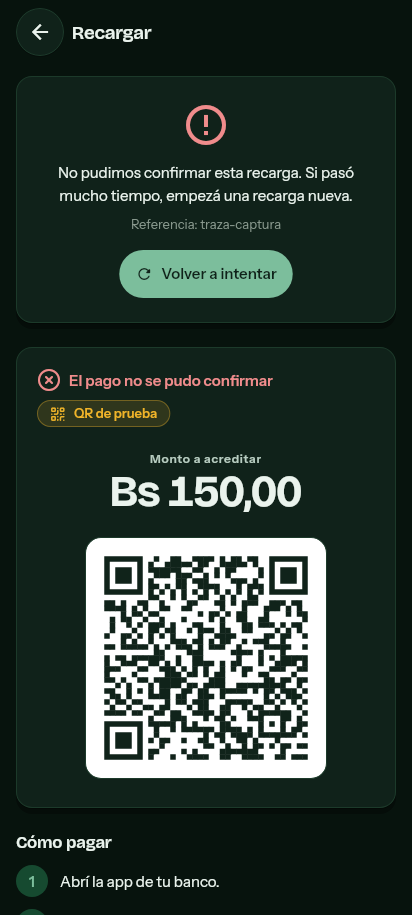 Recargar
No pudimos confirmar esta recarga. Si pasó
mucho tiempo, empezá una recarga nueva.
Referencia: traza-captura
Volver a intentar
El pago no se pudo confirmar
QR de prueba
Monto a acreditar
Bs 150,00
Cómo pagar
1 Abrí la app de tu banco.